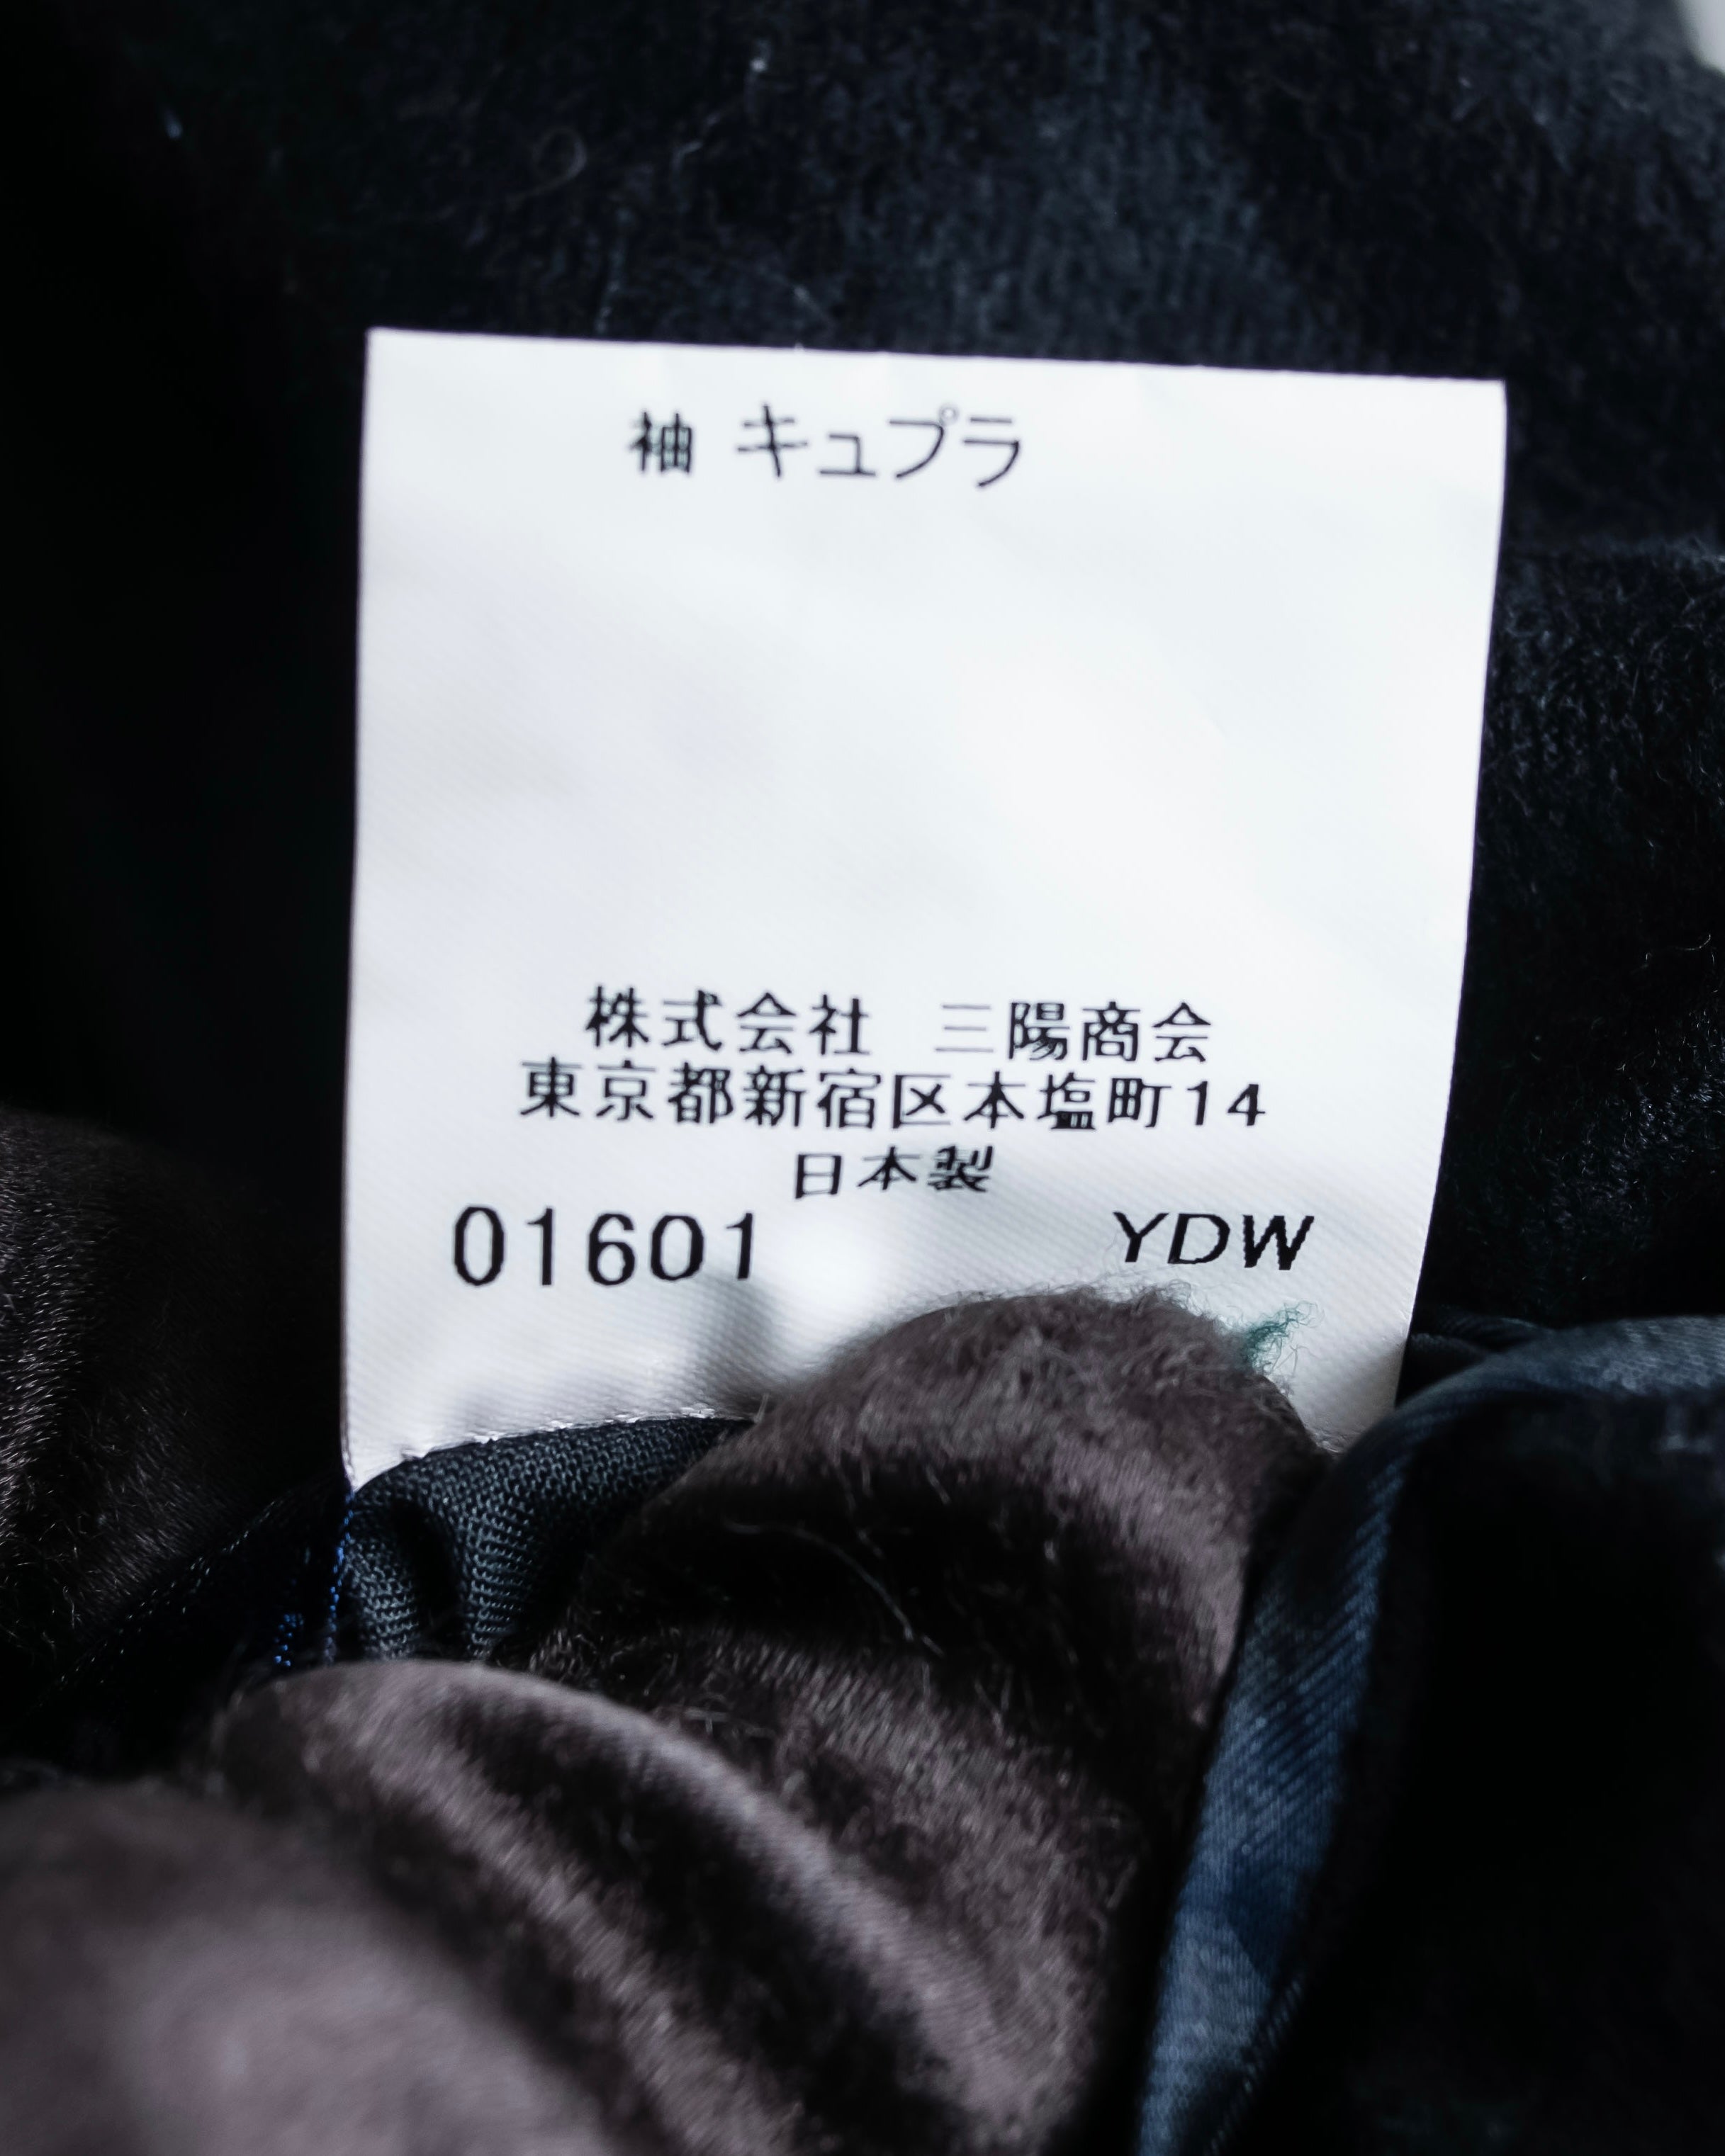 袖 キュプラ
株式会社 三陽商会
東京都新宿区本塩町14
日本製
01601 YDW